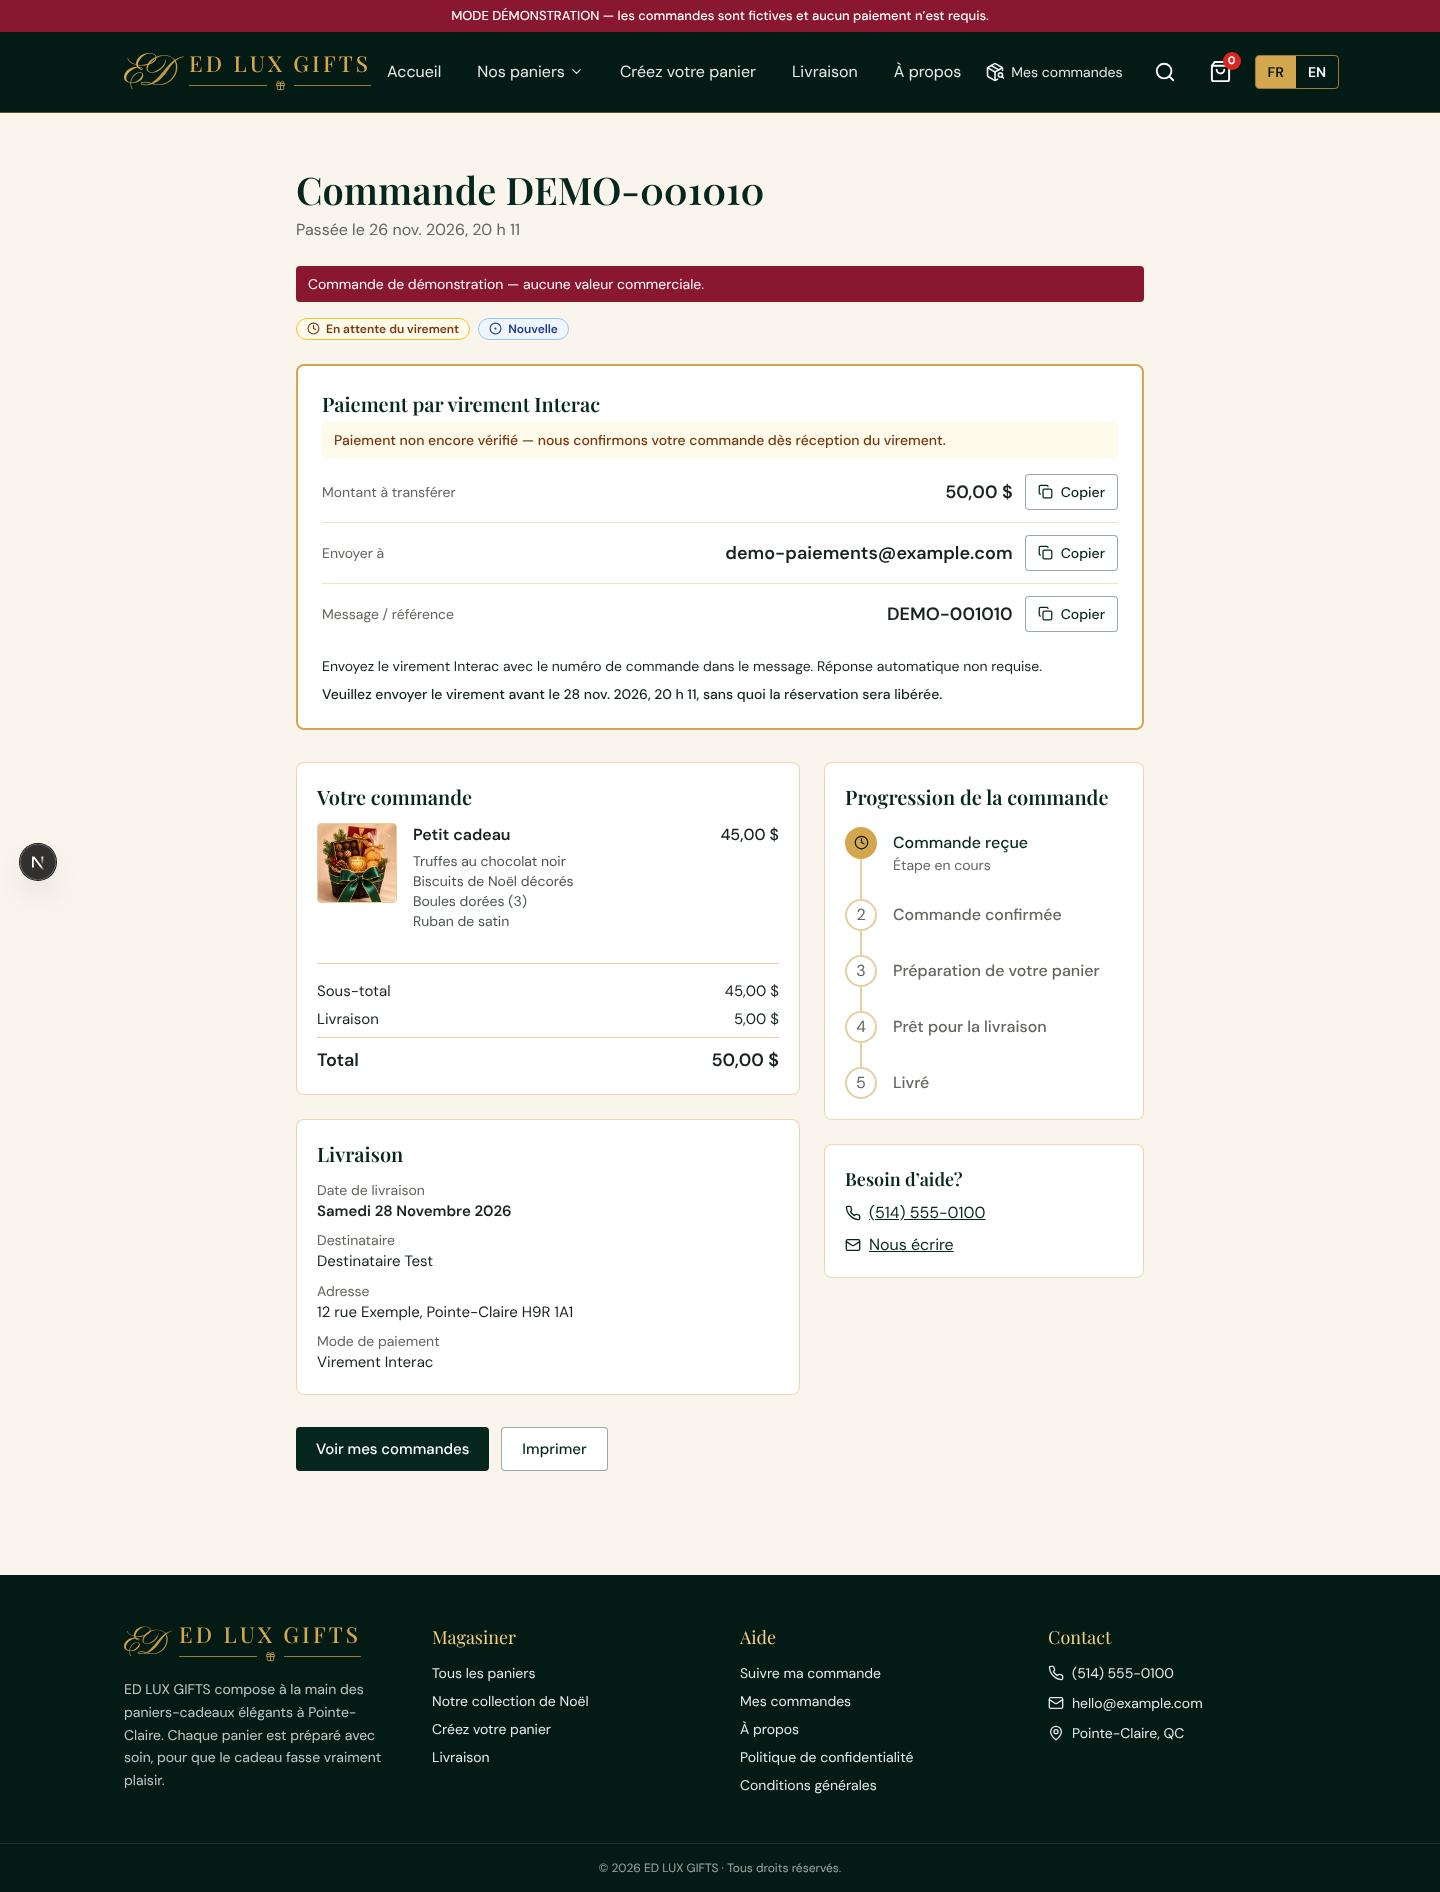 MODE DÉMONSTRATION — les commandes sont fictives et aucun paiement n’est requis.
ED ED LUX GIFTS
Accueil
Nos paniers
Créez votre panier
Livraison
À propos
Mes commandes
0
FR
EN
Commande DEMO-001010
Passée le 26 nov. 2026, 20 h 11
Commande de démonstration — aucune valeur commerciale.
En attente du virement
Nouvelle
Paiement par virement Interac
Paiement non encore vérifié — nous confirmons votre commande dès réception du virement.
Montant à transférer
50,00 $
Copier
Envoyer à
demo-paiements@example.com
Copier
Message / référence
DEMO-001010
Copier
Envoyez le virement Interac avec le numéro de commande dans le message. Réponse automatique non requise.
Veuillez envoyer le virement avant le 28 nov. 2026, 20 h 11, sans quoi la réservation sera libérée.
Votre commande
Petit cadeau
45,00 $
Truffes au chocolat noir
Biscuits de Noël décorés
Boules dorées (3)
Ruban de satin
Sous-total
45,00 $
Livraison
5,00 $
Total
50,00 $
Progression de la commande
Commande reçue
Étape en cours
2
Commande confirmée
3
Préparation de votre panier
4
Prêt pour la livraison
5
Livré
Livraison
Date de livraison
Samedi 28 Novembre 2026
Destinataire
Destinataire Test
Adresse
12 rue Exemple, Pointe-Claire H9R 1A1
Mode de paiement
Virement Interac
Besoin d’aide?
(514) 555-0100
Nous écrire
N
Voir mes commandes
Imprimer
ED ED LUX GIFTS
ED LUX GIFTS compose à la main des
paniers-cadeaux élégants à Pointe-
Claire. Chaque panier est préparé avec
soin, pour que le cadeau fasse vraiment
plaisir.
Magasiner
Tous les paniers
Notre collection de Noël
Créez votre panier
Livraison
Aide
Suivre ma commande
Mes commandes
À propos
Politique de confidentialité
Conditions générales
Contact
(514) 555-0100
hello@example.com
Pointe-Claire, QC
© 2026 ED LUX GIFTS · Tous droits réservés.